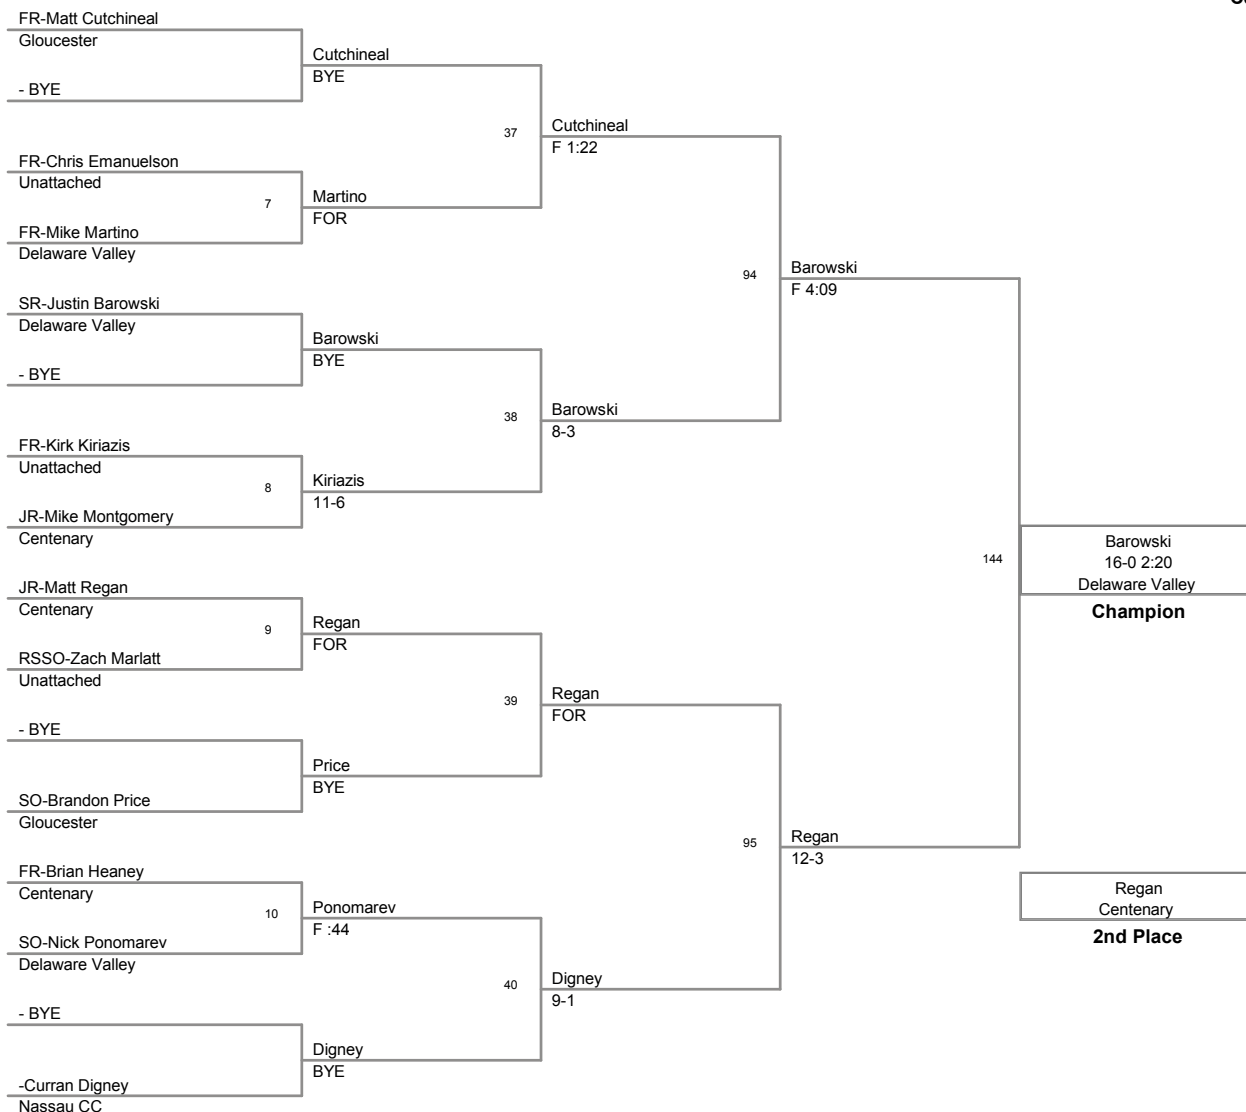 FR-Matt Cutchineal
Gloucester
- BYE
FR-Chris Emanuelson
Unattached
7
FR-Mike Martino
Delaware Valley
SR-Justin Barowski
Delaware Valley
- BYE
FR-Kirk Kiriazis
Unattached
8
JR-Mike Montgomery
Centenary
JR-Matt Regan
Centenary
9
RSSO-Zach Marlatt
Unattached
- BYE
SO-Brandon Price
Gloucester
FR-Brian Heaney
Centenary
10
SO-Nick Ponomarev
Delaware Valley
- BYE
-Curran Digney
Nassau CC
Cutchineal
BYE
37
Martino
FOR
Barowski
BYE
38
Kiriazis
11-6
Regan
FOR
39
Price
BYE
Ponomarev
F :44
40
Digney
BYE
Cutchineal
F 1:22
94
Barowski
8-3
Regan
FOR
95
Digney
9-1
Barowski
F 4:09
144
Regan
12-3
Barowski
16-0 2:20
Delaware Valley
Champion
Regan
Centenary
2nd Place